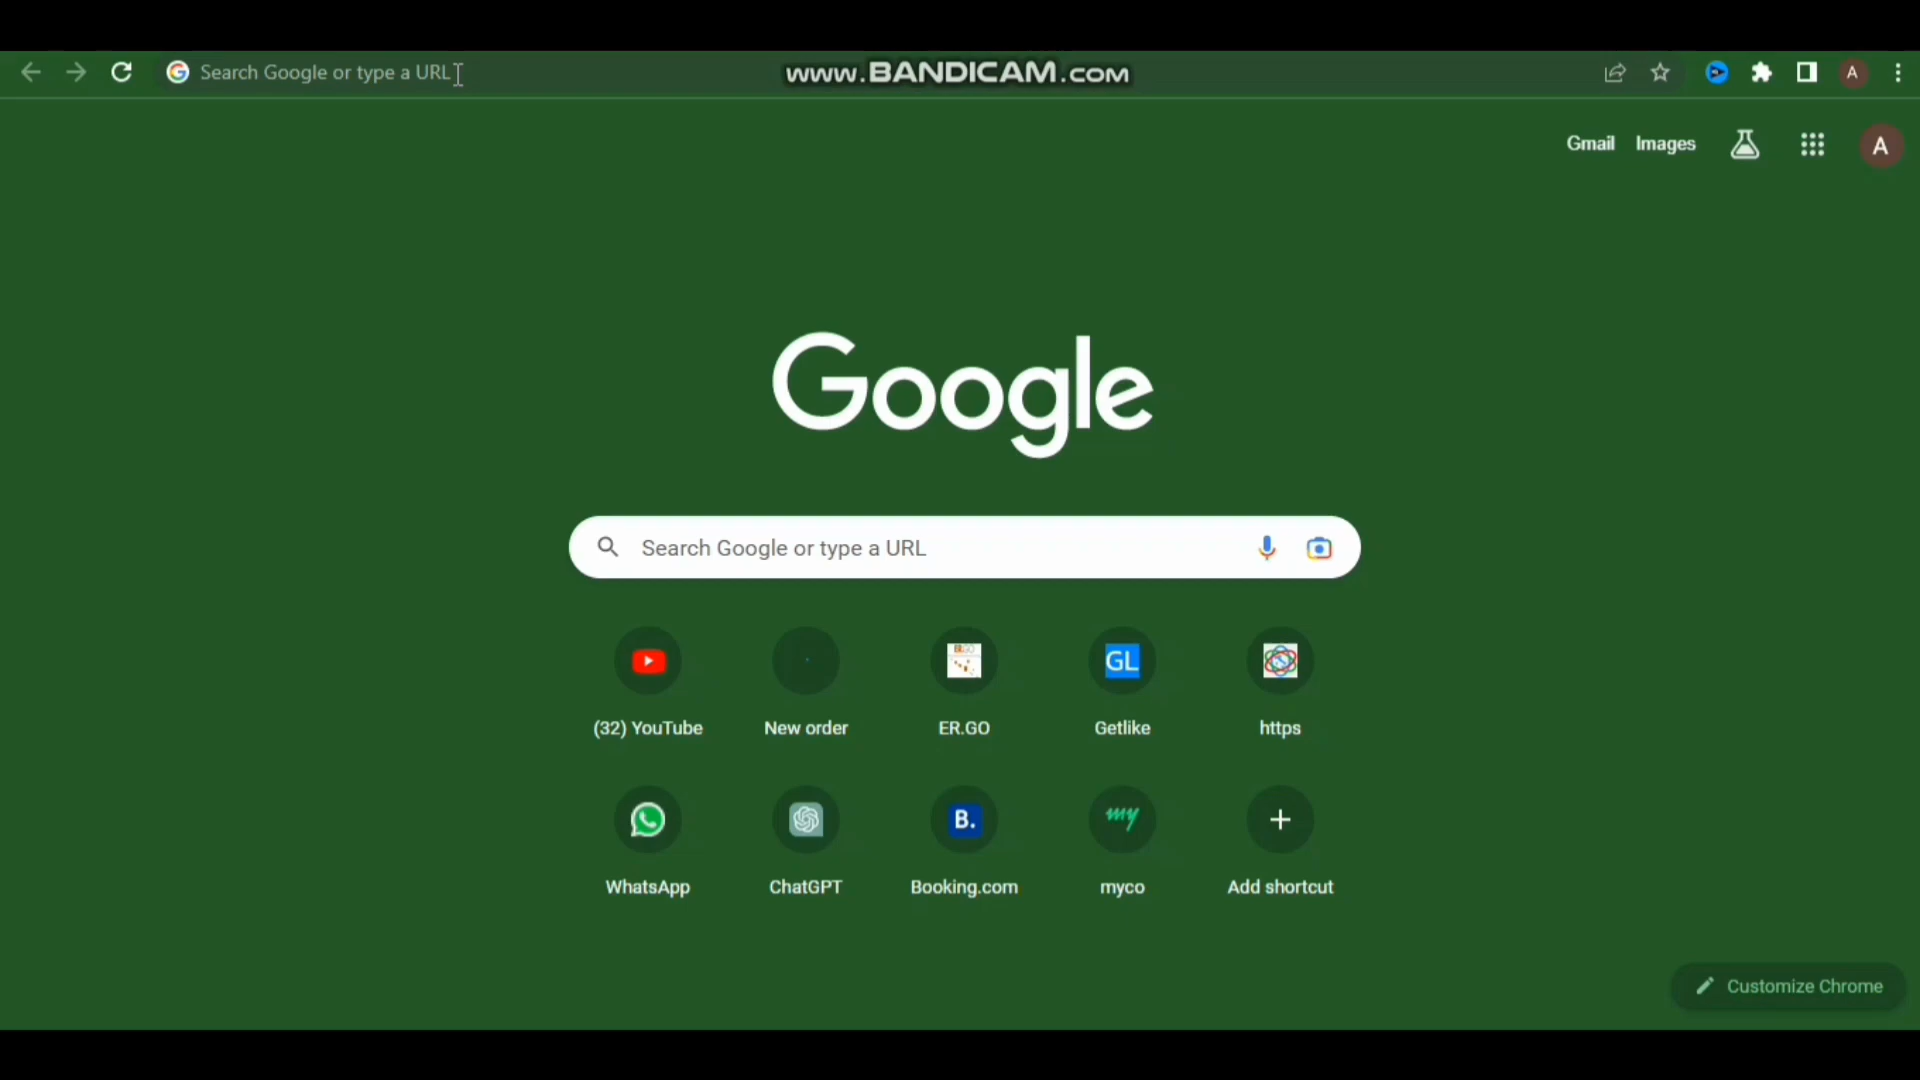 Search Google or type a URL
www.BANDICAM.com
A
Gmail Images
A
Google
Search Google or type a URL
GL
(32) YouTube New order ER.GO Getlike https
B. my
WhatsApp ChatGPT Booking.com myco Add shortcut
Customize Chrome